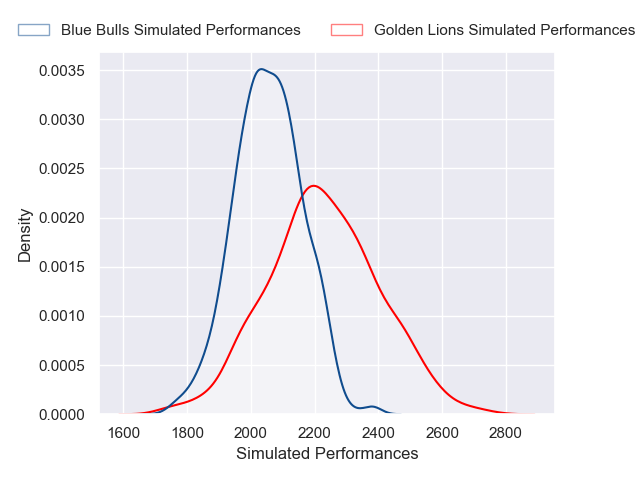 Blue Bulls Simulated Performances
Golden Lions Simulated Performances
0.0035
0.0030
0.0025
0.0020
0.0015
0.0010
0.0005
0.0000
Density
1600 1800 2000 2200 2400 2600 2800
Simulated Performances